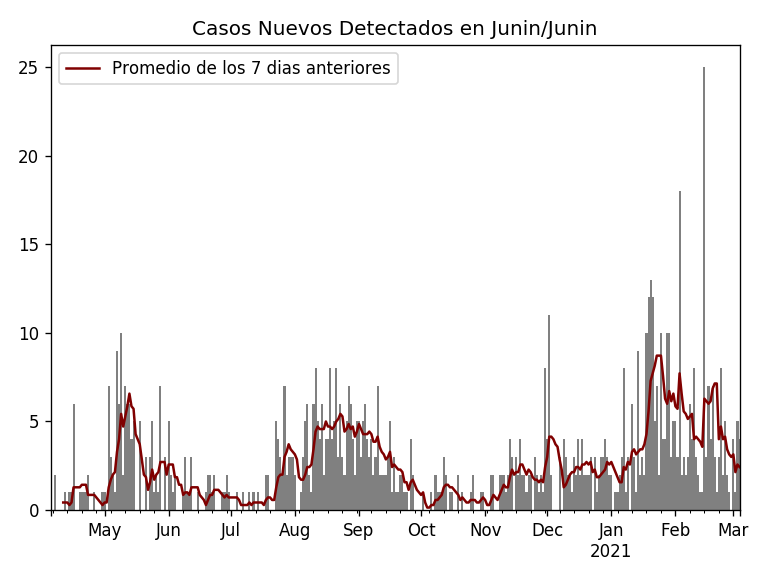 Casos Nuevos Detectados en Junin/Junin
Promedio de los 7 dias anteriores
25
20
15
10
5
0
May Jun Jul Aug Sep Oct Nov Dec Jan Feb Mar
2021